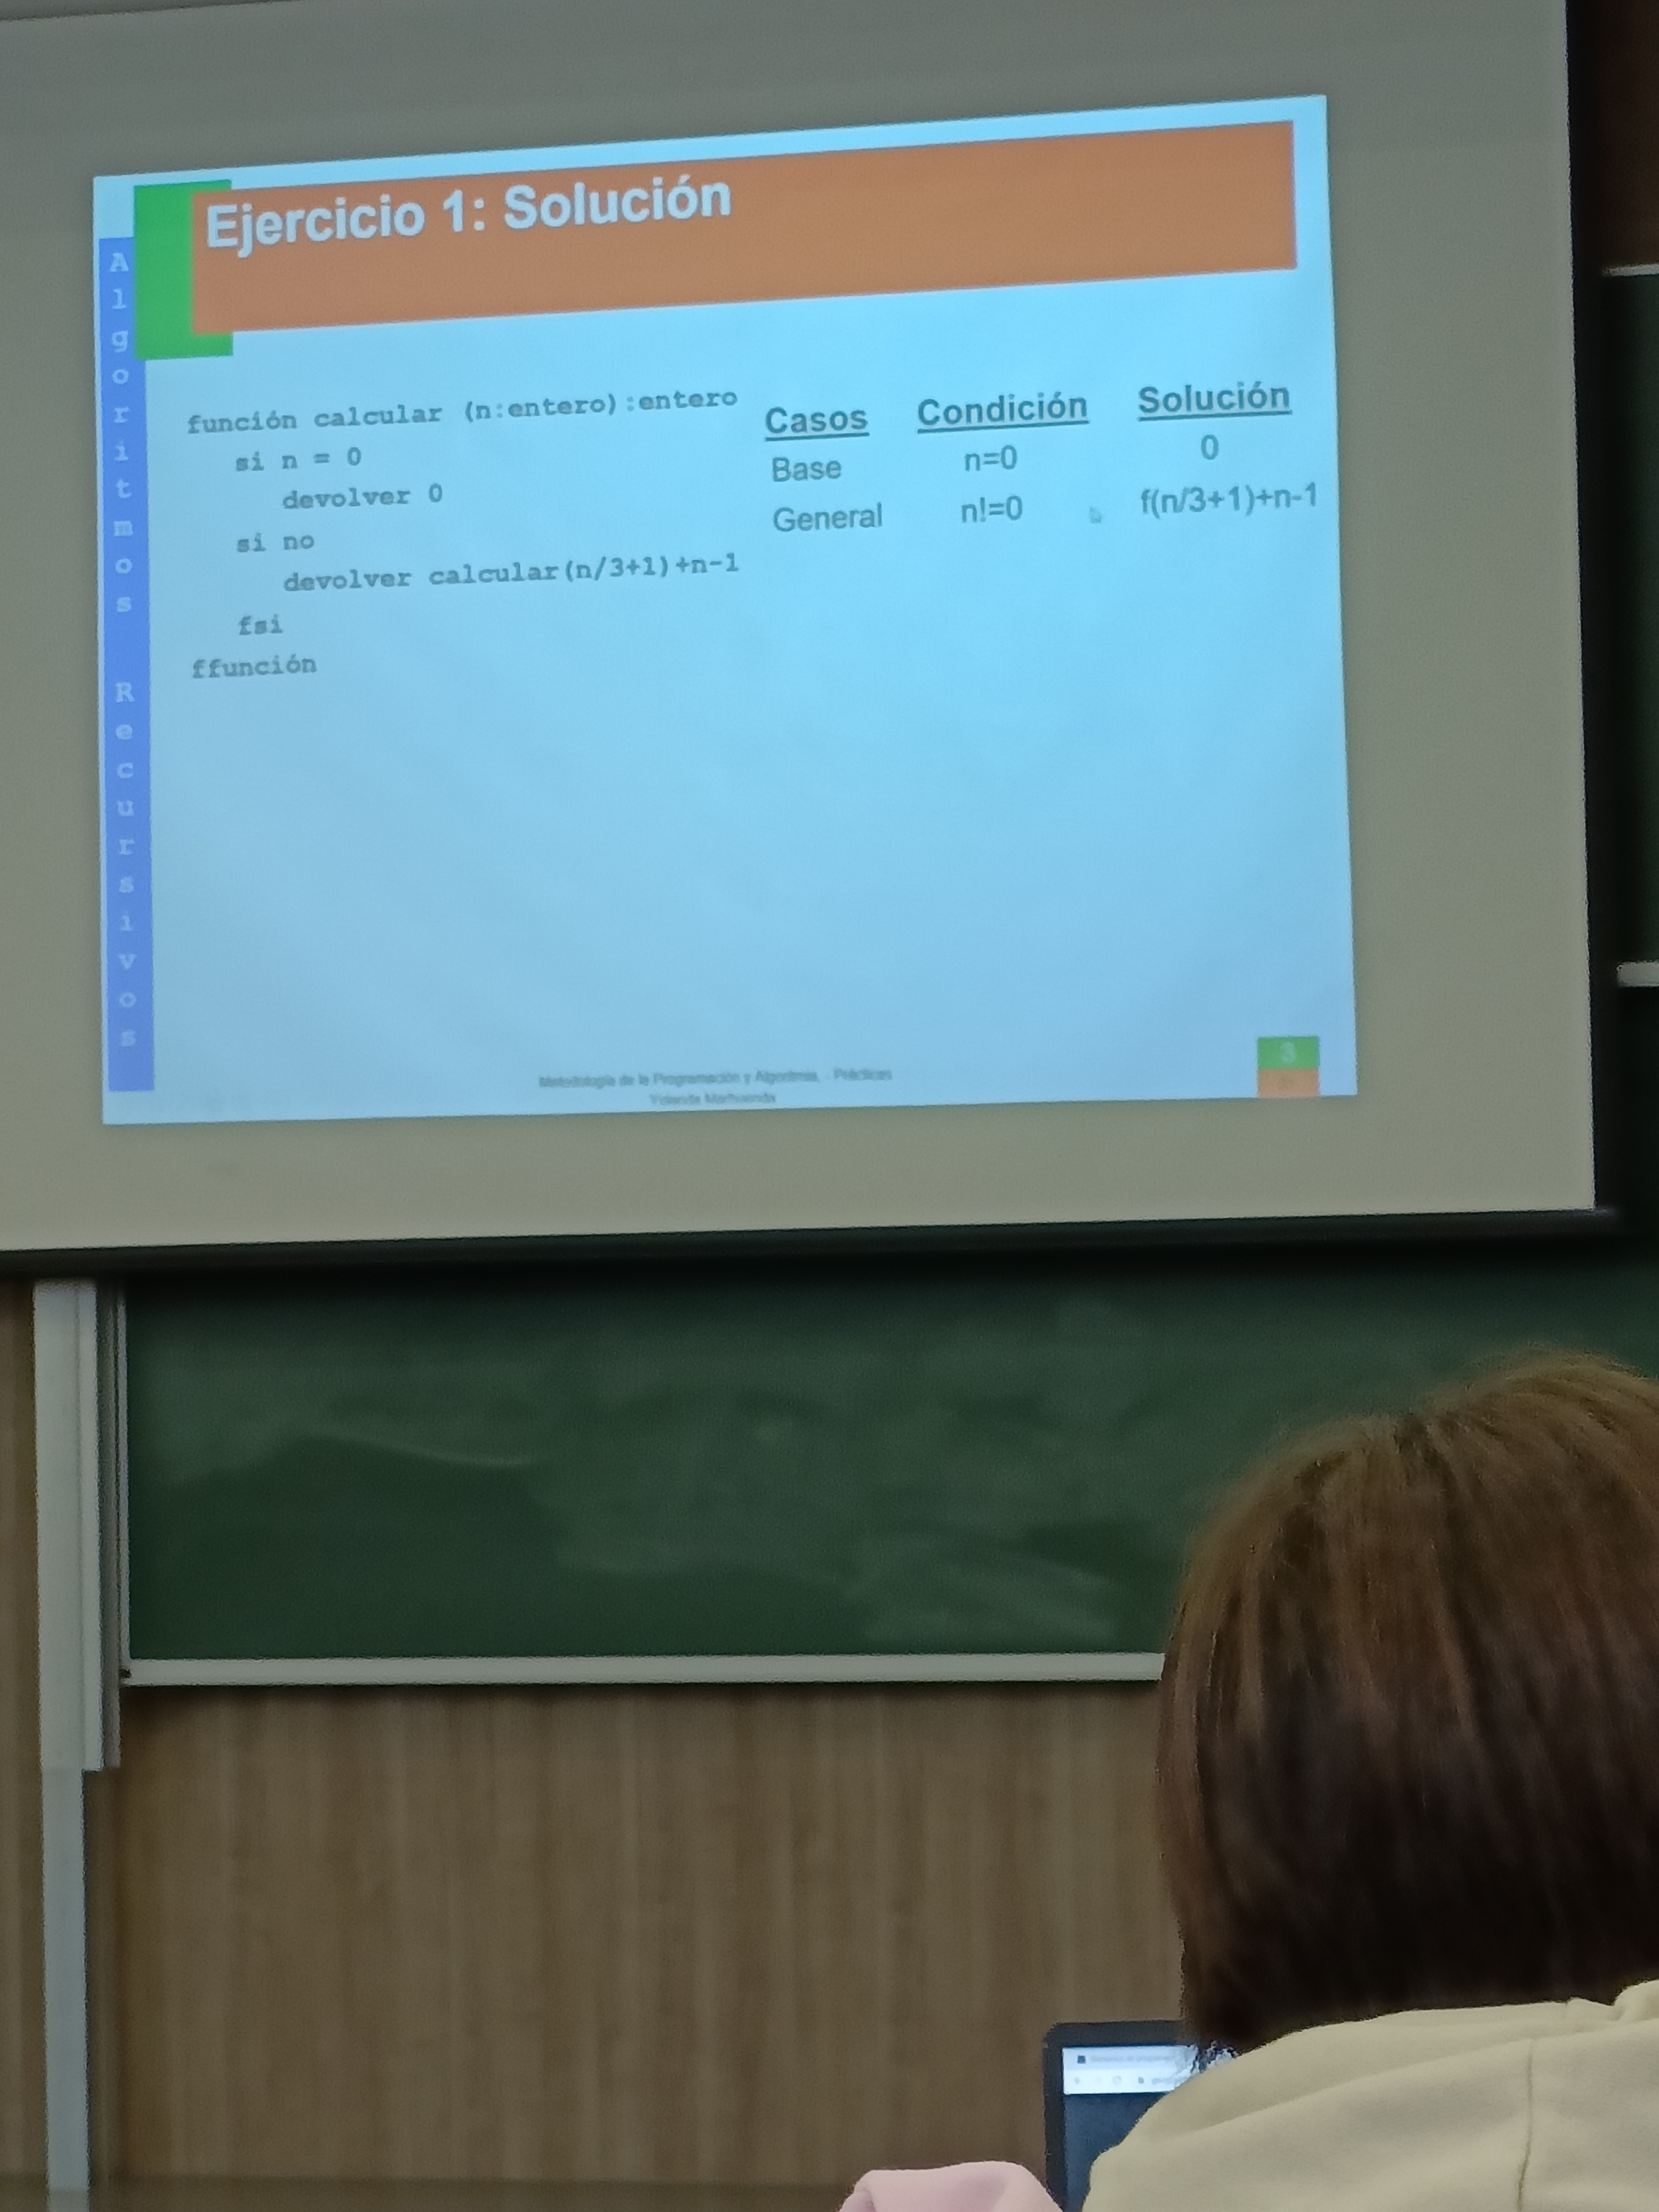 Ejercicio 1: Solución
Algoritmos Recursivos
función calcular (n:entero):entero
si n = 0
devolver 0
si no
devolver calcular(n/3+1)+n-1
fsi
ffunción
Casos Condición Solución
Base n=0 0
General n!=0 f(n/3+1)+n-1
Metodología de la Programación y Algoritmia, - Prácticas
Yolanda Marhuenda
3